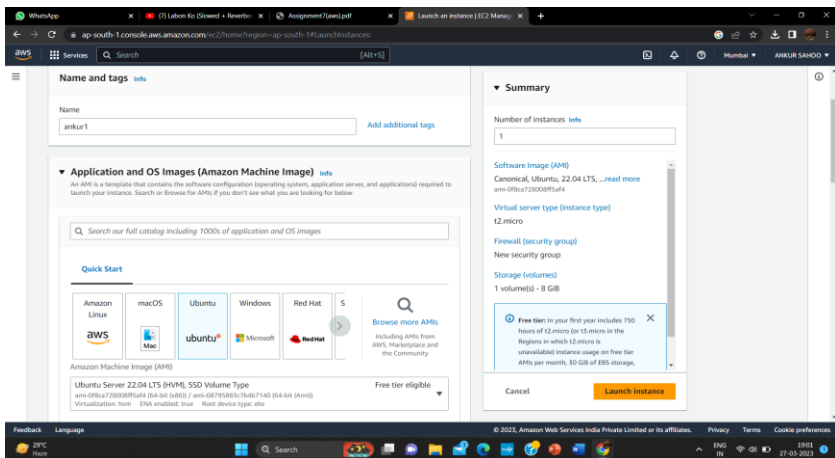 WhatsApp
(7) Labon Ko (Slowed + Reverber
Assignment7(aws).pdf
Launch an instance | EC2 Manag
ap-south-1.console.aws.amazon.com/ec2/home?region=ap-south-1#LaunchInstances:
aws
Services
Search
[Alt+S]
Mumbai
ANKUR SAHOO
Name and tags Info
Name
ankur1
Add additional tags
Application and OS Images (Amazon Machine Image) Info
An AMI is a template that contains the software configuration (operating system, application server, and applications) required to
launch your instance. Search or Browse for AMIs if you don't see what you are looking for below
Search our full catalog including 1000s of application and OS images
Quick Start
Amazon
Linux
aws
macOS
Mac
Ubuntu
ubuntu
Windows
Microsoft
Red Hat
Red Hat
S
Browse more AMIs
Including AMIs from
AWS, Marketplace and
the Community
Amazon Machine Image (AMI)
Ubuntu Server 22.04 LTS (HVM), SSD Volume Type
Free tier eligible
ami-0f8ca728008ff5af4 (64-bit (x86)) / ami-08795883c7b4b7140 (64-bit (Arm))
Virtualization: hvm ENA enabled: true Root device type: ebs
Summary
Number of instances Info
1
Software Image (AMI)
Canonical, Ubuntu, 22.04 LTS, ...read more
ami-0f8ca728008ff5af4
Virtual server type (instance type)
t2.micro
Firewall (security group)
New security group
Storage (volumes)
1 volume(s) - 8 GiB
Free tier: In your first year includes 750
hours of t2.micro (or t3.micro in the
Regions in which t2.micro is
unavailable) instance usage on free tier
AMIs per month, 30 GiB of EBS storage,
Cancel
Launch instance
Feedback
Language
© 2023, Amazon Web Services India Private Limited or its affiliates.
Privacy
Terms
Cookie preferences
29°C
Haze
Search
ENG
IN
19:01
27-03-2023